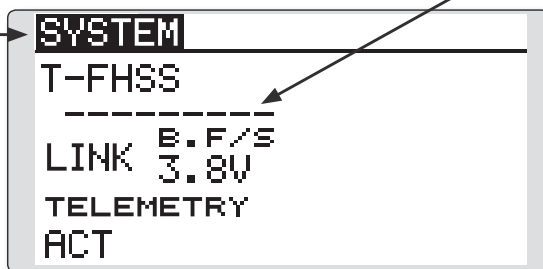 SYSTEM
T-FHSS
---------
LINK B.F/S 3.8V
TELEMETRY
ACT